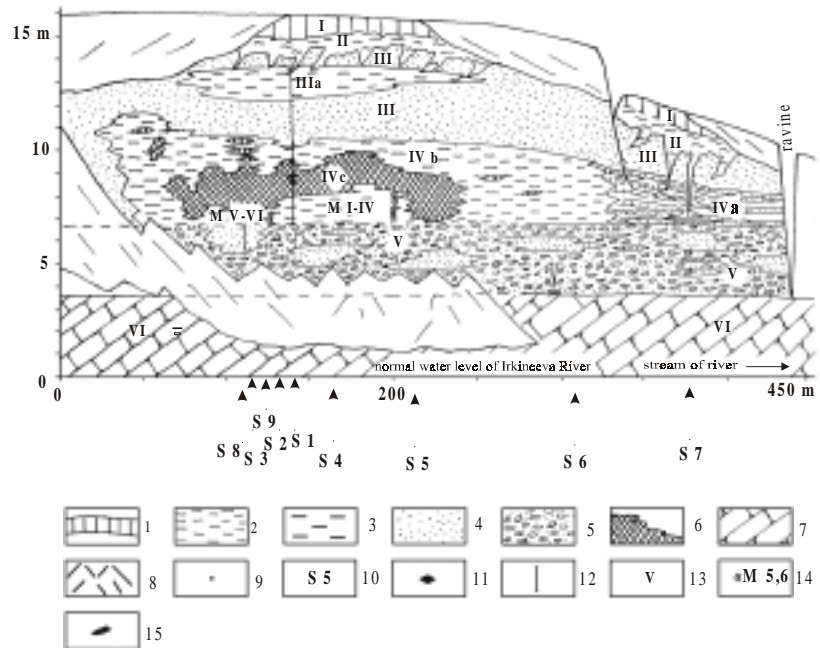 15 m
I
II
III
IIIa
III
I
II
III
ravine
10
IV b
IVc
M V-VI
M I-IV
IVa
V
5
V
VI
VI
normal water level of Irkineeva River
stream of river
0
0
200
450 m
S 9
S 8
S 3
S 2
S 1
S 4
S 5
S 6
S 7
1
2
3
4
5
6
7
8
9
S 5
10
11
12
V
13
M 5,6
14
15